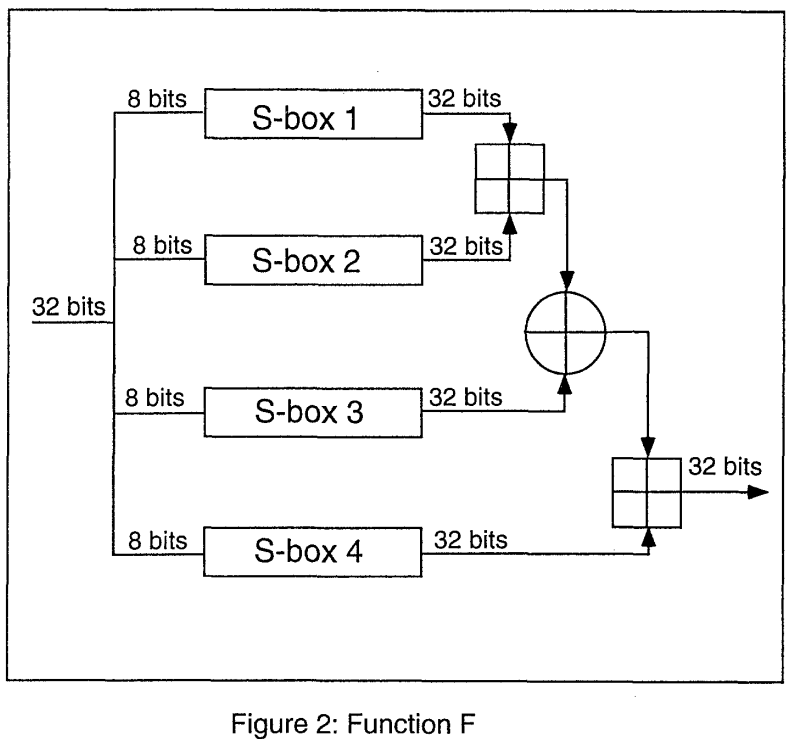 8 bits
S-box 1
32 bits
8 bits
S-box 2
32 bits
32 bits
8 bits
S-box 3
32 bits
32 bits
8 bits
S-box 4
32 bits
Figure 2: Function F